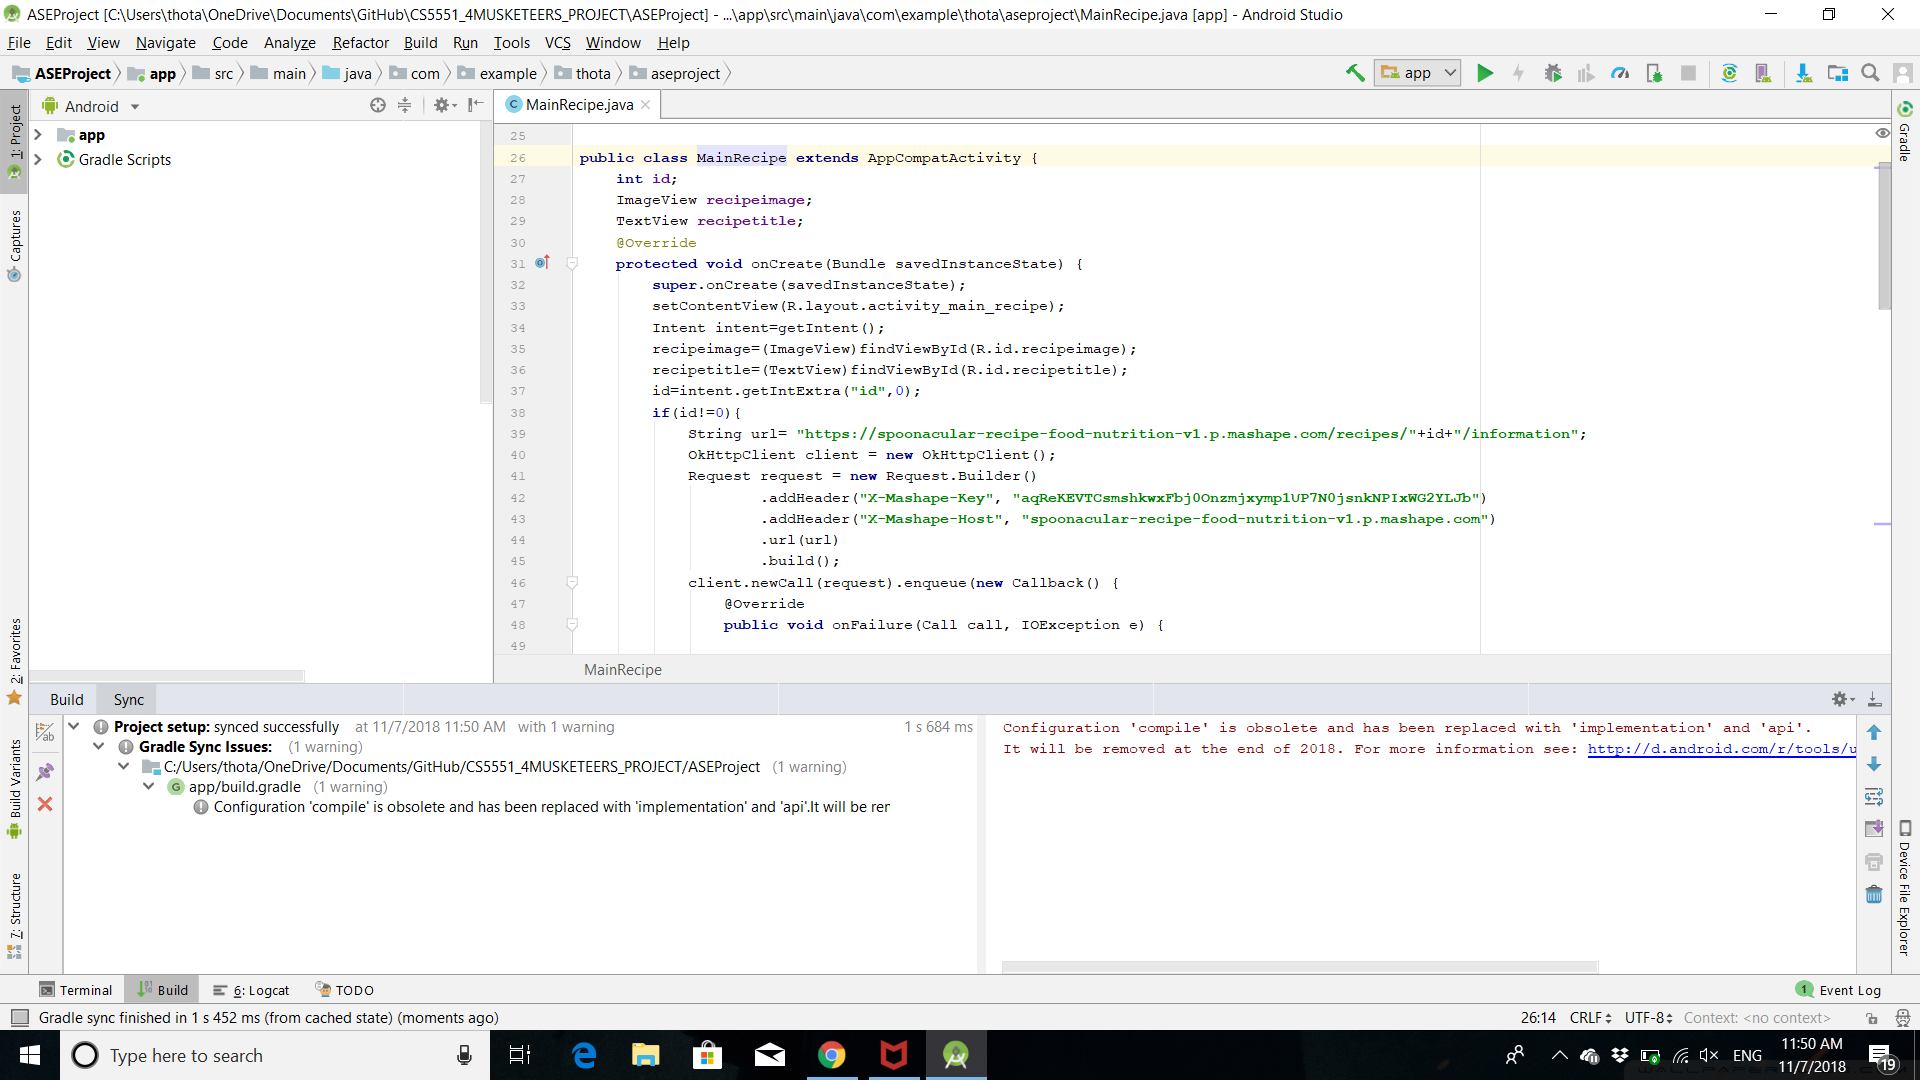 ASEProject [C:\Users\thota\OneDrive\Documents\GitHub\CS5551_4MUSKETEERS_PROJECT\ASEProject] - ...\app\src\main\java\com\example\thota\aseproject\MainRecipe.java [app] - Android Studio
File Edit View Navigate Code Analyze Refactor Build Run Tools VCS Window Help
ASEProject app src main java com example thota aseproject
app
Android
MainRecipe.java
1: Project
Captures
2: Favorites
Build Variants
7: Structure
Gradle
Device File Explorer
app
Gradle Scripts
25
26 public class MainRecipe extends AppCompatActivity {
27 int id;
28 ImageView recipeimage;
29 TextView recipetitle;
30 @Override
31 protected void onCreate(Bundle savedInstanceState) {
32 super.onCreate(savedInstanceState);
33 setContentView(R.layout.activity_main_recipe);
34 Intent intent=getIntent();
35 recipeimage=(ImageView)findViewById(R.id.recipeimage);
36 recipetitle=(TextView)findViewById(R.id.recipetitle);
37 id=intent.getIntExtra("id",0);
38 if(id!=0){
39 String url= "https://spoonacular-recipe-food-nutrition-v1.p.mashape.com/recipes/"+id+"/information";
40 OkHttpClient client = new OkHttpClient();
41 Request request = new Request.Builder()
42 .addHeader("X-Mashape-Key", "aqReKEVTCsmshkwxFbj0Onzmjxymp1UP7N0jsnkNPIxWG2YLJb")
43 .addHeader("X-Mashape-Host", "spoonacular-recipe-food-nutrition-v1.p.mashape.com")
44 .url(url)
45 .build();
46 client.newCall(request).enqueue(new Callback() {
47 @Override
48 public void onFailure(Call call, IOException e) {
49
MainRecipe
Build Sync
Project setup: synced successfully at 11/7/2018 11:50 AM with 1 warning 1 s 684 ms
Gradle Sync Issues: (1 warning)
C:/Users/thota/OneDrive/Documents/GitHub/CS5551_4MUSKETEERS_PROJECT/ASEProject (1 warning)
app/build.gradle (1 warning)
Configuration 'compile' is obsolete and has been replaced with 'implementation' and 'api'.It will be rer
Configuration 'compile' is obsolete and has been replaced with 'implementation' and 'api'.
It will be removed at the end of 2018. For more information see: http://d.android.com/r/tools/u
Terminal Build 6: Logcat TODO 1 Event Log
Gradle sync finished in 1 s 452 ms (from cached state) (moments ago) 26:14 CRLF UTF-8 Context: <no context>
Type here to search
ENG
11:50 AM
11/7/2018
19